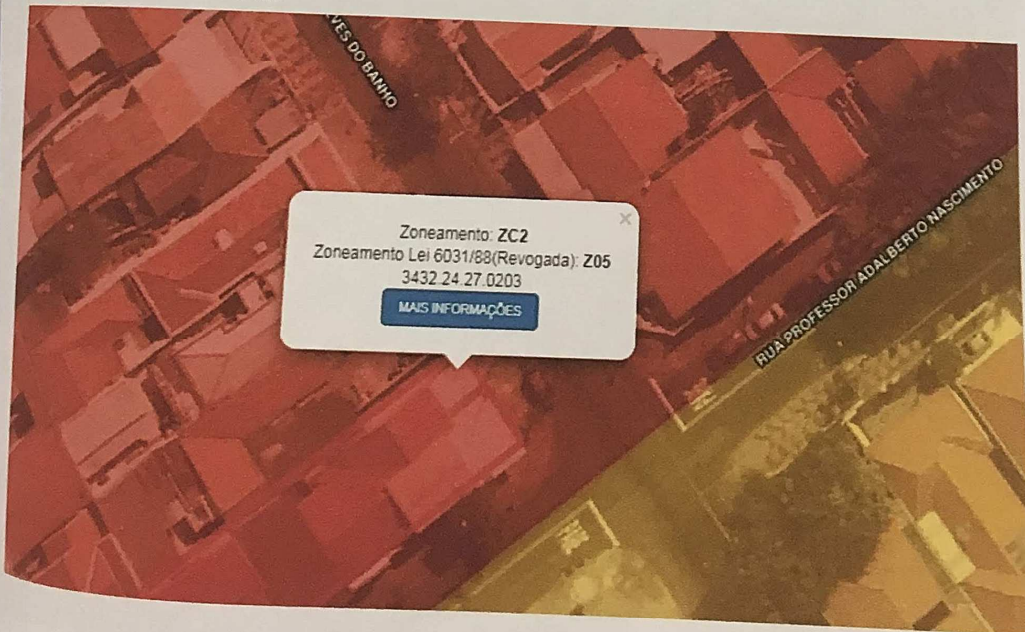 VES DO BANHO
×
Zoneamento: ZC2
Zoneamento Lei 6031/88(Revogada): Z05
3432.24.27.0203
MAIS INFORMAÇÕES
RUA PROFESSOR ADALBERTO NASCIMENTO